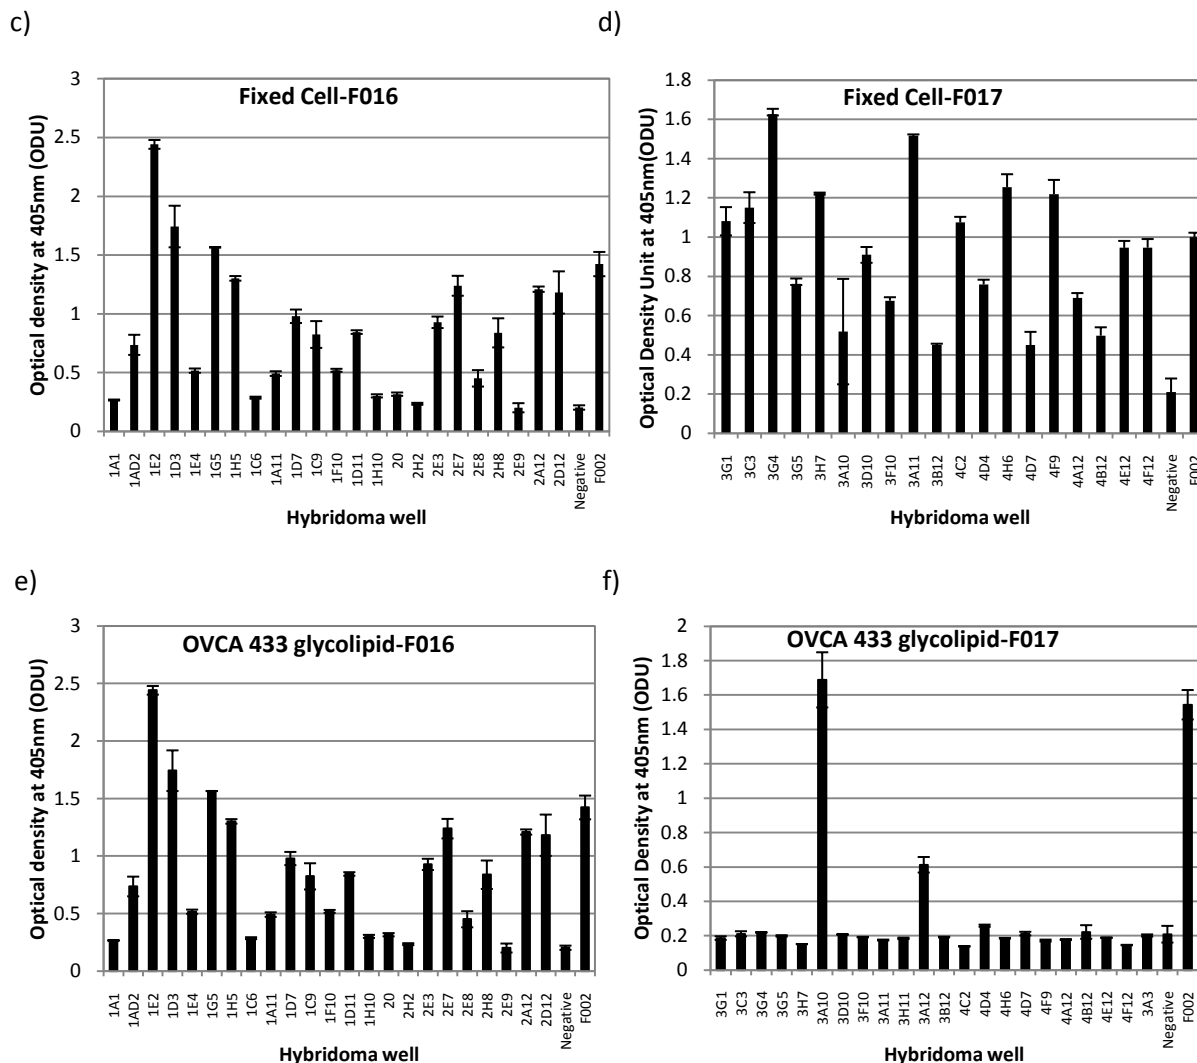 c)
Fixed Cell-F016
Optical density at 405nm (ODU)
3
2.5
2
1.5
1
0.5
0
1A1 1AD2 1E2 1D3 1E4 1G5 1H5 1C6 1A11 1D7 1C9 1F10 1D11 1H10 20 2H2 2E3 2E7 2E8 2H8 2E9 2A12 2D12 Negative F002
Hybridoma well
d)
Fixed Cell-F017
Optical Density Unit at 405nm(ODU)
1.8
1.6
1.4
1.2
1
0.8
0.6
0.4
0.2
0
3G1 3C3 3G4 3G5 3H7 3A10 3D10 3F10 3A11 3B12 4C2 4D4 4H6 4D7 4F9 4A12 4B12 4E12 4F12 Negative F002
Hybridoma well
e)
OVCA 433 glycolipid-F016
Optical density at 405nm (ODU)
3
2.5
2
1.5
1
0.5
0
1A1 1AD2 1E2 1D3 1E4 1G5 1H5 1C6 1A11 1D7 1C9 1F10 1D11 1H10 20 2H2 2E3 2E7 2E8 2H8 2E9 2A12 2D12 Negative F002
Hybridoma well
f)
OVCA 433 glycolipid-F017
Optical Density at 405nm (ODU)
2
1.8
1.6
1.4
1.2
1
0.8
0.6
0.4
0.2
0
3G1 3C3 3G4 3G5 3H7 3A10 3D10 3F10 3A11 3H11 3A12 3B12 4C2 4D4 4H6 4D7 4F9 4A12 4B12 4E12 4F12 3A3 Negative F002
Hybridoma well